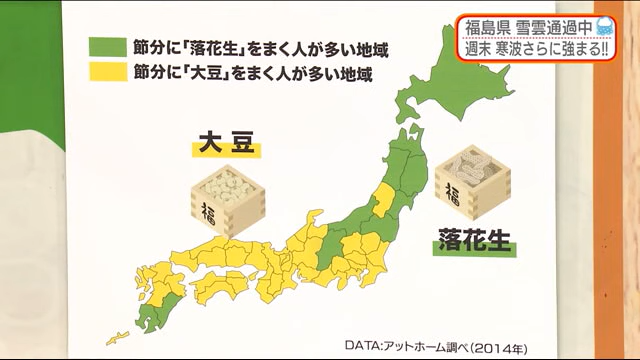 福島県 雪雲通過中
週末 寒波さらに強まる!!
節分に「落花生」をまく人が多い地域
節分に「大豆」をまく人が多い地域
大豆
福
福
落花生
DATA:アットホーム調べ(2014年)